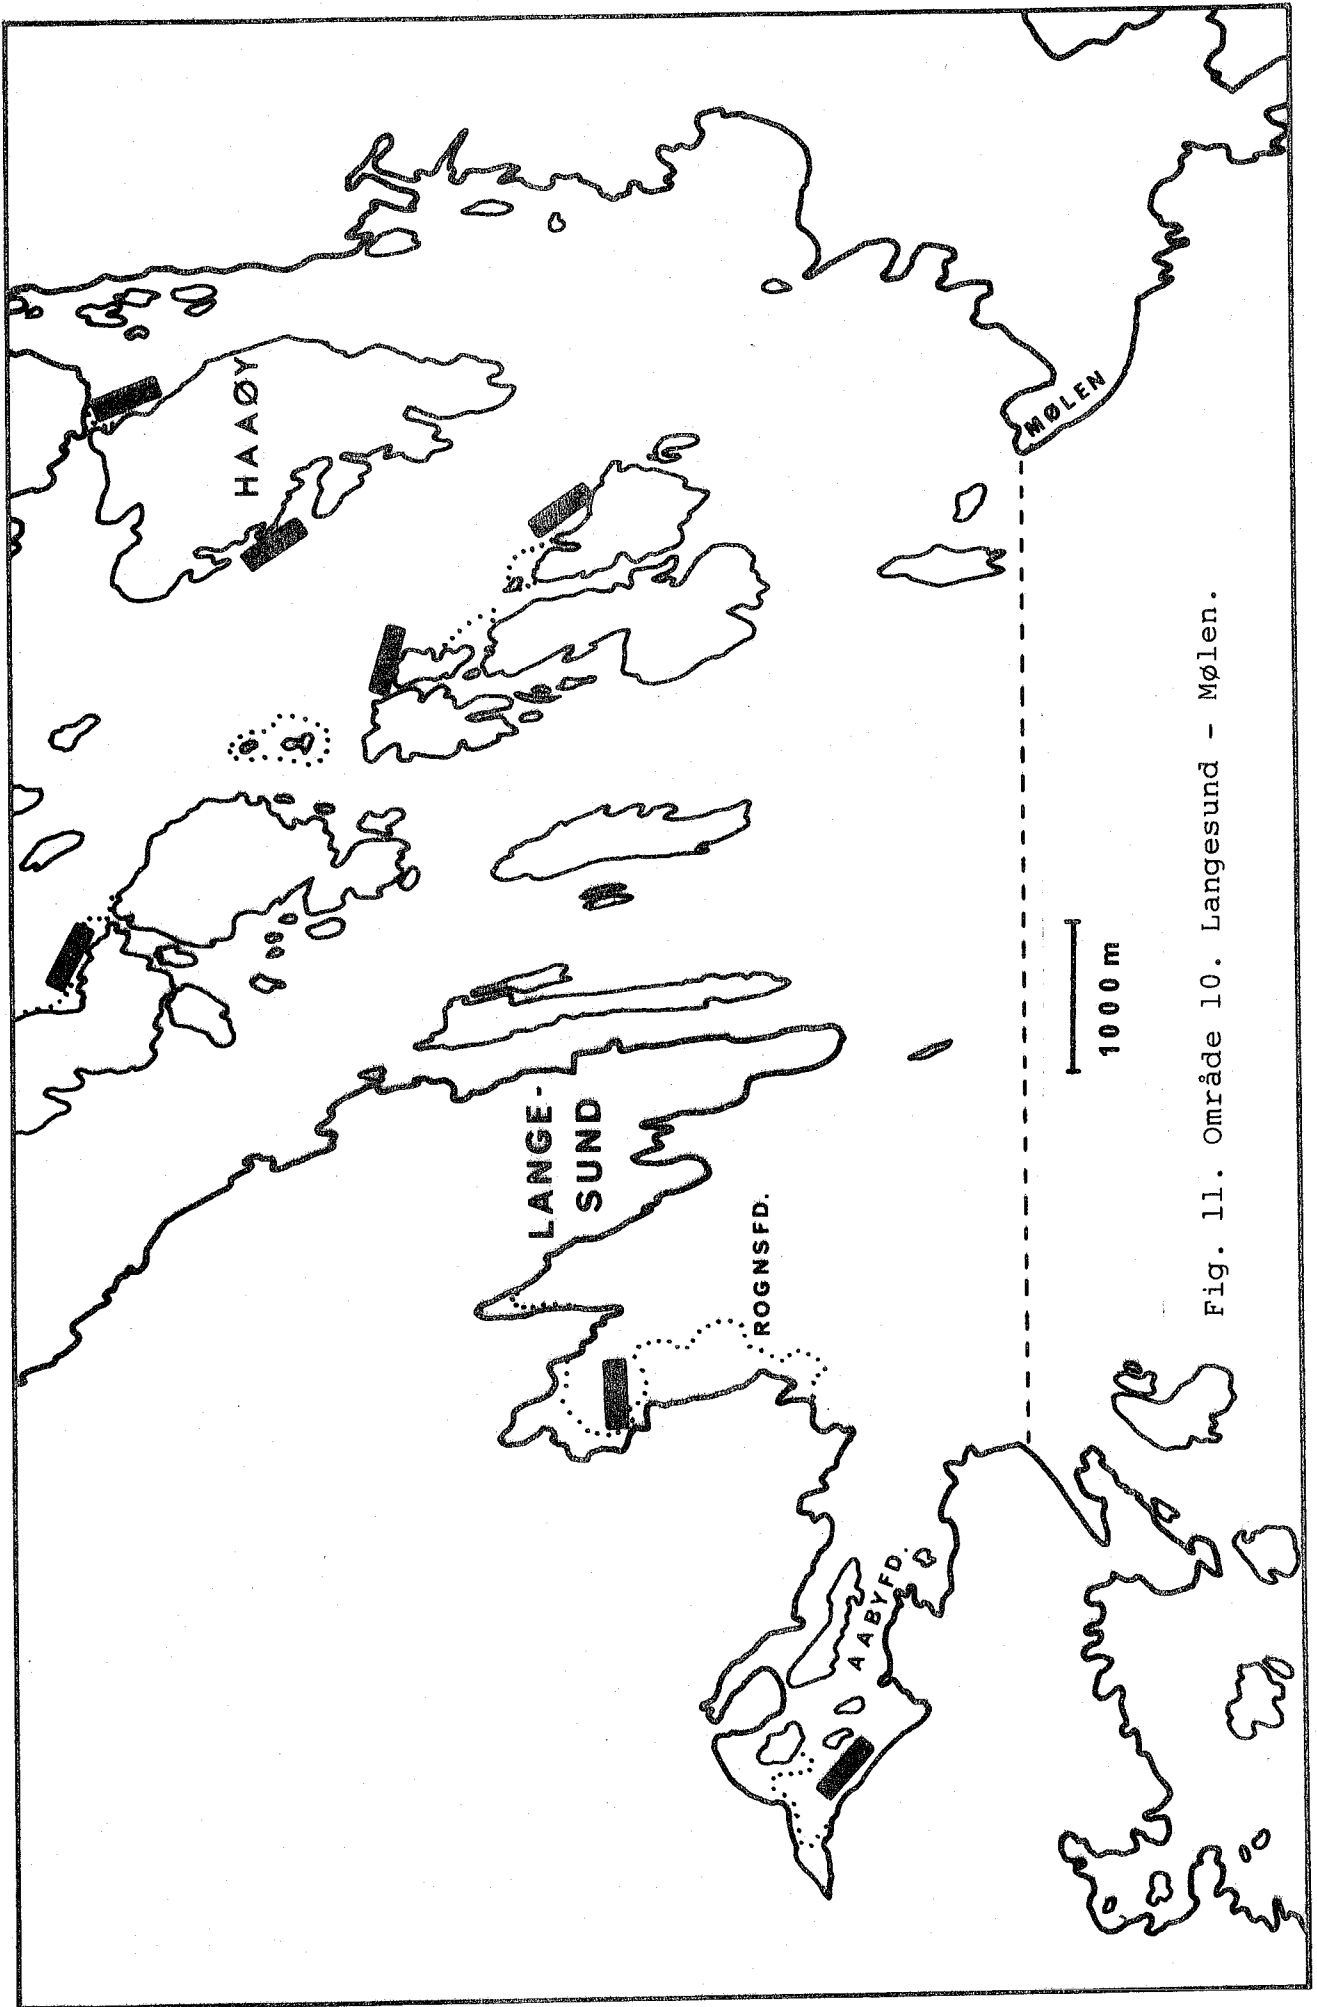 HAAØY
MØLEN
LANGE-
SUND
ROGNSFD.
AABYFD.
1000 m
Fig. 11. Område 10. Langesund - Mølen.